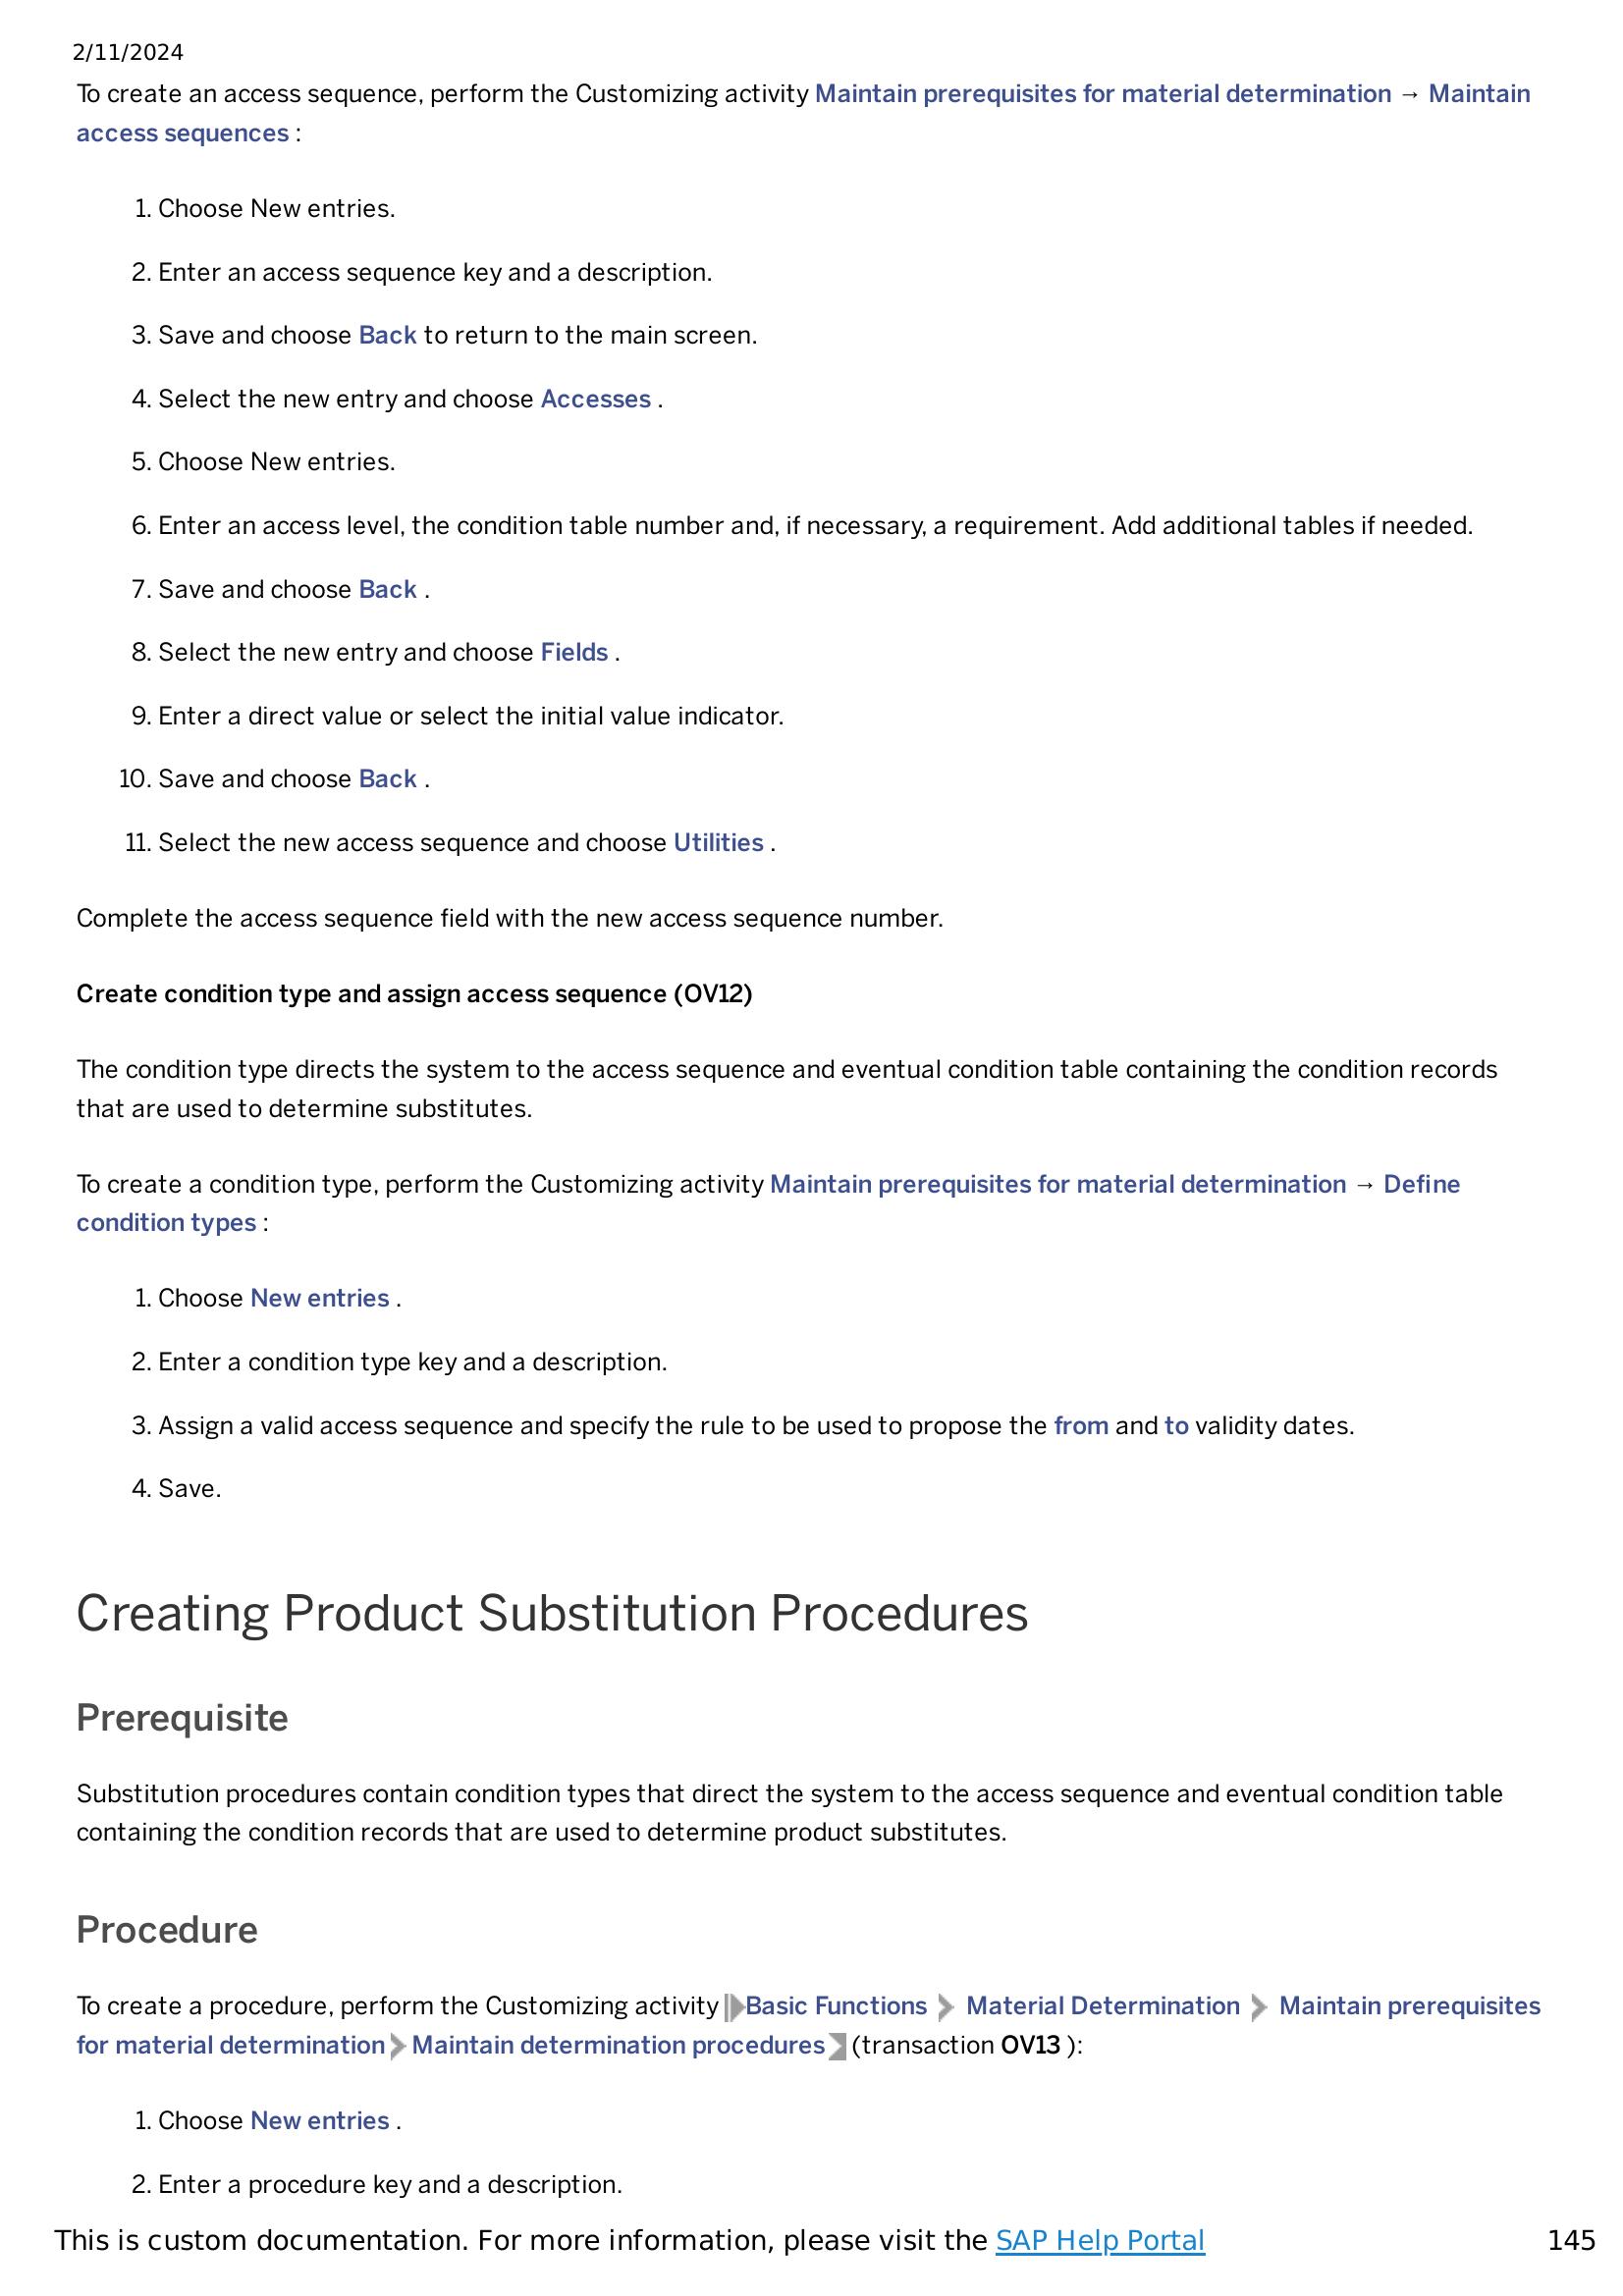 2/11/2024
To create an access sequence, perform the Customizing activity Maintain prerequisites for material determination → Maintain
access sequences :
1. Choose New entries.
2. Enter an access sequence key and a description.
3. Save and choose Back to return to the main screen.
4. Select the new entry and choose Accesses .
5. Choose New entries.
6. Enter an access level, the condition table number and, if necessary, a requirement. Add additional tables if needed.
7. Save and choose Back .
8. Select the new entry and choose Fields .
9. Enter a direct value or select the initial value indicator.
10. Save and choose Back .
11. Select the new access sequence and choose Utilities .
Complete the access sequence field with the new access sequence number.
Create condition type and assign access sequence (OV12)
The condition type directs the system to the access sequence and eventual condition table containing the condition records
that are used to determine substitutes.
To create a condition type, perform the Customizing activity Maintain prerequisites for material determination → Define
condition types :
1. Choose New entries .
2. Enter a condition type key and a description.
3. Assign a valid access sequence and specify the rule to be used to propose the from and to validity dates.
4. Save.
Creating Product Substitution Procedures
Prerequisite
Substitution procedures contain condition types that direct the system to the access sequence and eventual condition table
containing the condition records that are used to determine product substitutes.
Procedure
To create a procedure, perform the Customizing activity Basic Functions Material Determination Maintain prerequisites
for material determination Maintain determination procedures (transaction OV13 ):
1. Choose New entries .
2. Enter a procedure key and a description.
This is custom documentation. For more information, please visit the SAP Help Portal 145